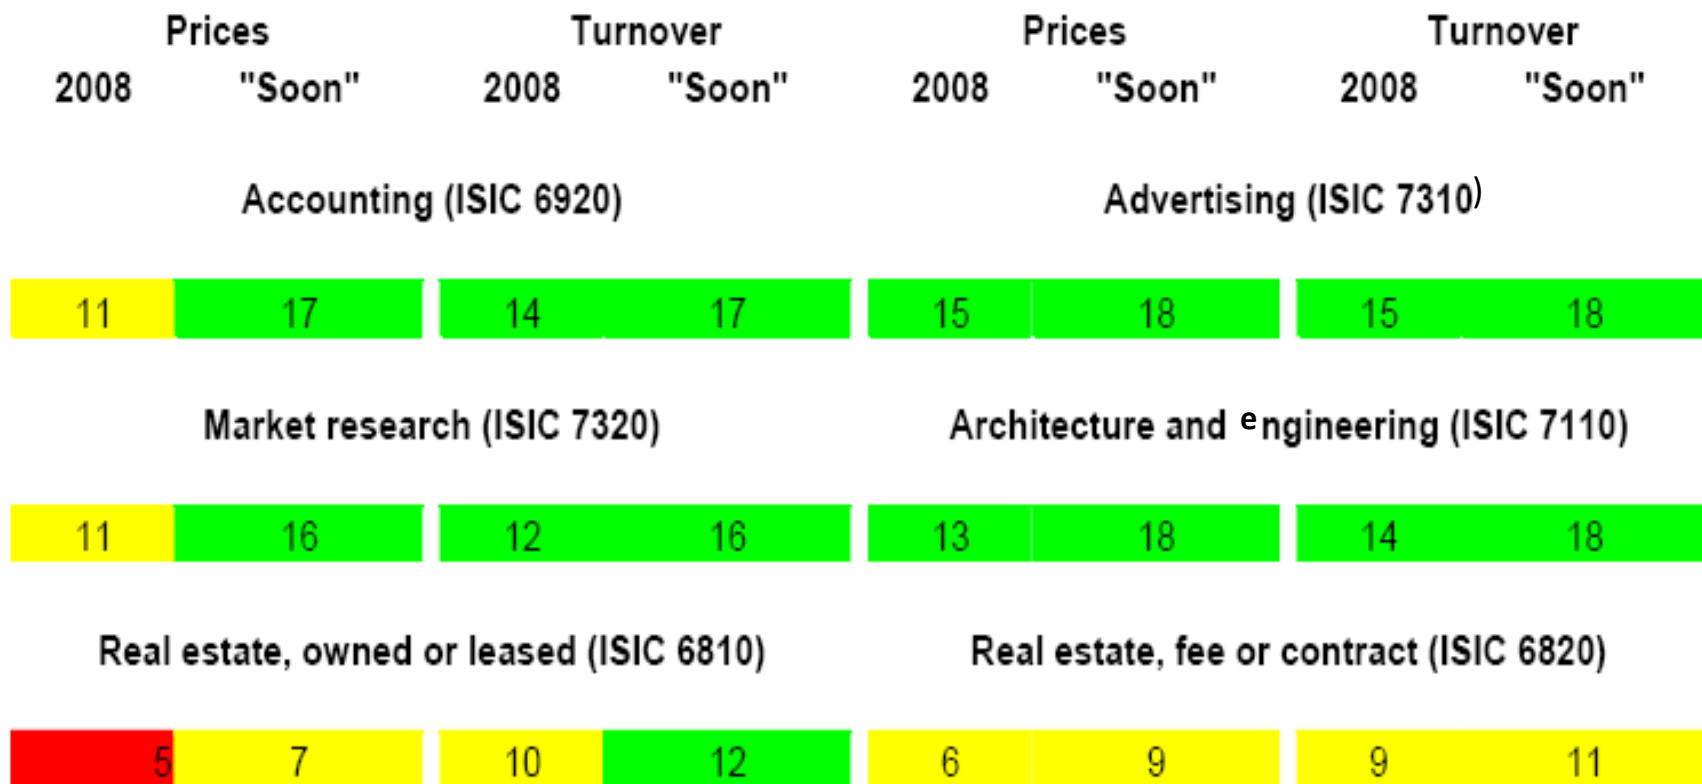 Prices Turnover Prices Turnover
2008 "Soon" 2008 "Soon" 2008 "Soon" 2008 "Soon"
Accounting (ISIC 6920) Advertising (ISIC 7310)
11 17 14 17 15 18 15 18
Market research (ISIC 7320) Architecture and engineering (ISIC 7110)
11 16 12 16 13 18 14 18
Real estate, owned or leased (ISIC 6810) Real estate, fee or contract (ISIC 6820)
5 7 10 12 6 9 9 11